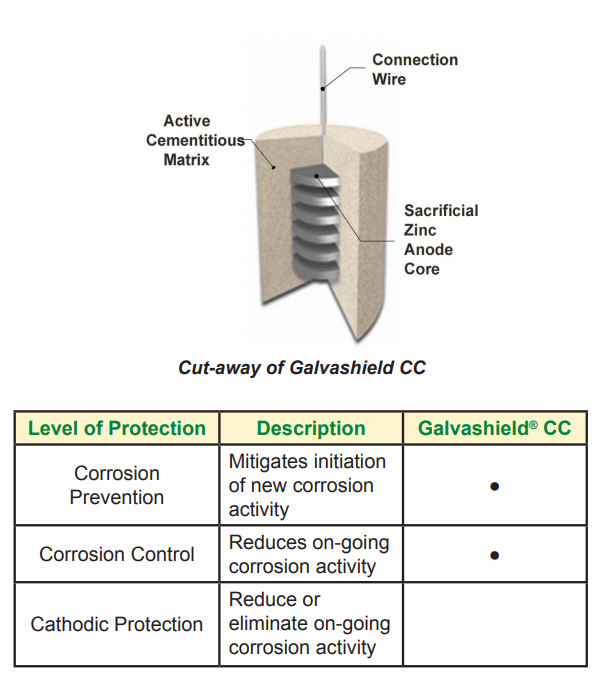 Connection
Wire
Active
Cementitious
Matrix
Sacrificial
Zinc
Anode
Core
Cut-away of Galvashield CC
Level of Protection Description Galvashield® CC
Corrosion
Prevention
Mitigates initiation
of new corrosion
activity
●
Corrosion Control
Reduces on-going
corrosion activity
●
Cathodic Protection
Reduce or
eliminate on-going
corrosion activity